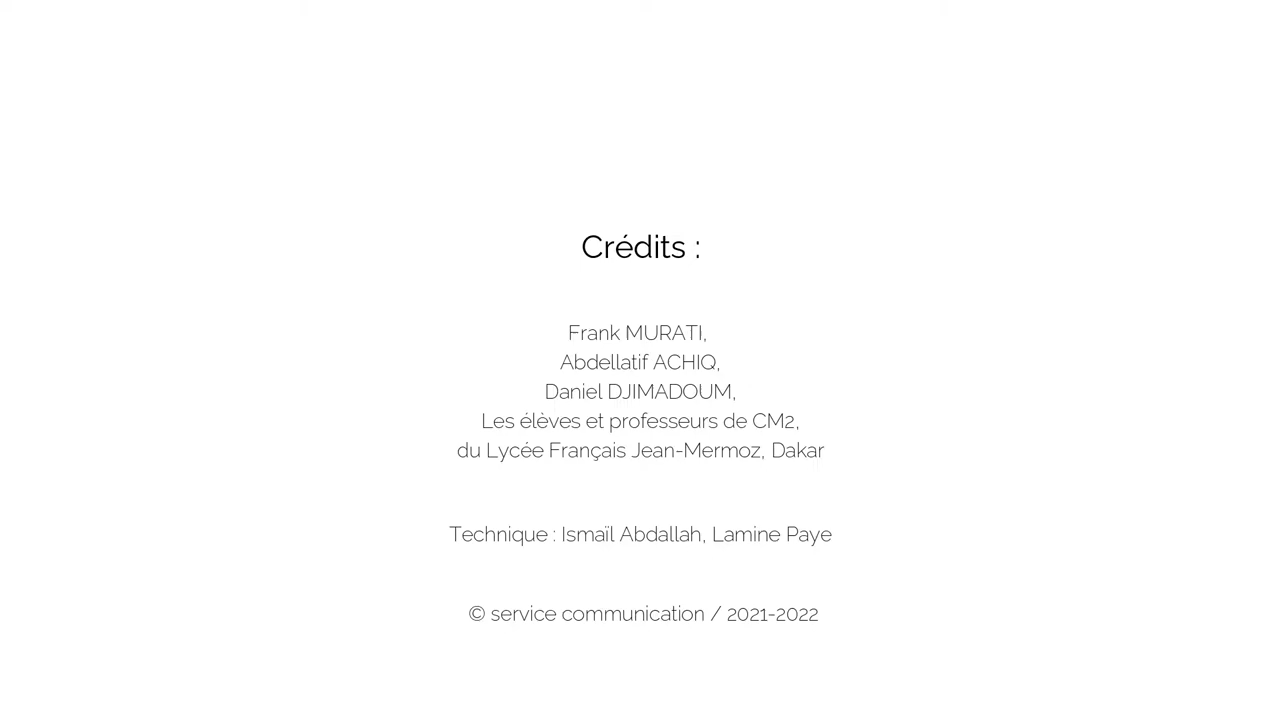 Crédits :
Frank MURATI,
Abdellatif ACHIQ,
Daniel DJIMADOUM,
Les élèves et professeurs de CM2,
du Lycée Français Jean-Mermoz, Dakar
Technique : Ismaïl Abdallah, Lamine Paye
© service communication / 2021-2022